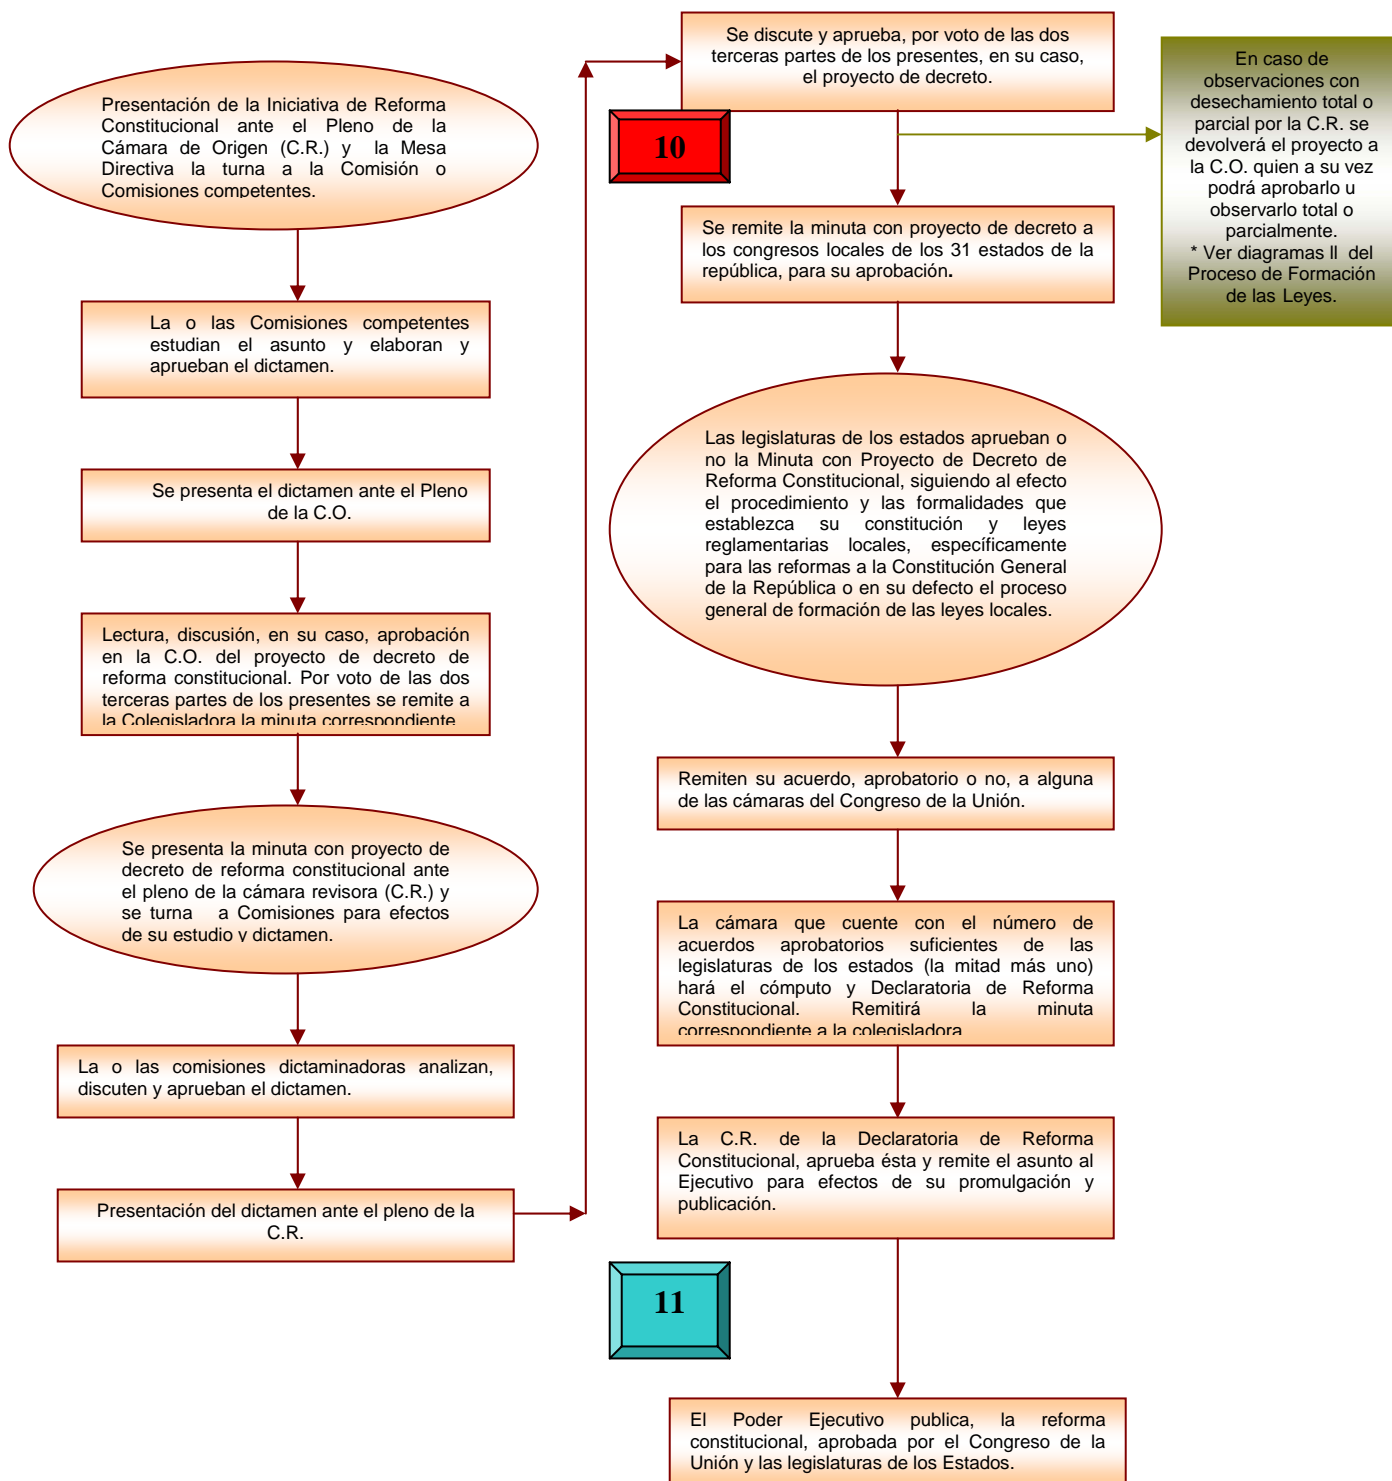 Presentación de la Iniciativa de Reforma
Constitucional ante el Pleno de la
Cámara de Origen (C.R.) y la Mesa
Directiva la turna a la Comisión o
Comisiones competentes.
La o las Comisiones competentes
estudian el asunto y elaboran y
aprueban el dictamen.
Se presenta el dictamen ante el Pleno
de la C.O.
Lectura, discusión, en su caso, aprobación
en la C.O. del proyecto de decreto de
reforma constitucional. Por voto de las dos
terceras partes de los presentes se remite a
la Colegisladora la minuta correspondiente
Se presenta la minuta con proyecto de
decreto de reforma constitucional ante
el pleno de la cámara revisora (C.R.) y
se turna a Comisiones para efectos
de su estudio y dictamen.
La o las comisiones dictaminadoras analizan,
discuten y aprueban el dictamen.
Presentación del dictamen ante el pleno de la
C.R.
Se discute y aprueba, por voto de las dos
terceras partes de los presentes, en su caso,
el proyecto de decreto.
10
En caso de
observaciones con
desechamiento total o
parcial por la C.R. se
devolverá el proyecto a
la C.O. quien a su vez
podrá aprobarlo u
observarlo total o
parcialmente.
* Ver diagramas II del
Proceso de Formación
de las Leyes.
Se remite la minuta con proyecto de decreto a
los congresos locales de los 31 estados de la
república, para su aprobación.
Las legislaturas de los estados aprueban o
no la Minuta con Proyecto de Decreto de
Reforma Constitucional, siguiendo al efecto
el procedimiento y las formalidades que
establezca su constitución y leyes
reglamentarias locales, específicamente
para las reformas a la Constitución General
de la República o en su defecto el proceso
general de formación de las leyes locales.
Remiten su acuerdo, aprobatorio o no, a alguna
de las cámaras del Congreso de la Unión.
La cámara que cuente con el número de
acuerdos aprobatorios suficientes de las
legislaturas de los estados (la mitad más uno)
hará el cómputo y Declaratoria de Reforma
Constitucional. Remitirá la minuta
correspondiente a la colegisladora
La C.R. de la Declaratoria de Reforma
Constitucional, aprueba ésta y remite el asunto al
Ejecutivo para efectos de su promulgación y
publicación.
11
El Poder Ejecutivo publica, la reforma
constitucional, aprobada por el Congreso de la
Unión y las legislaturas de los Estados.